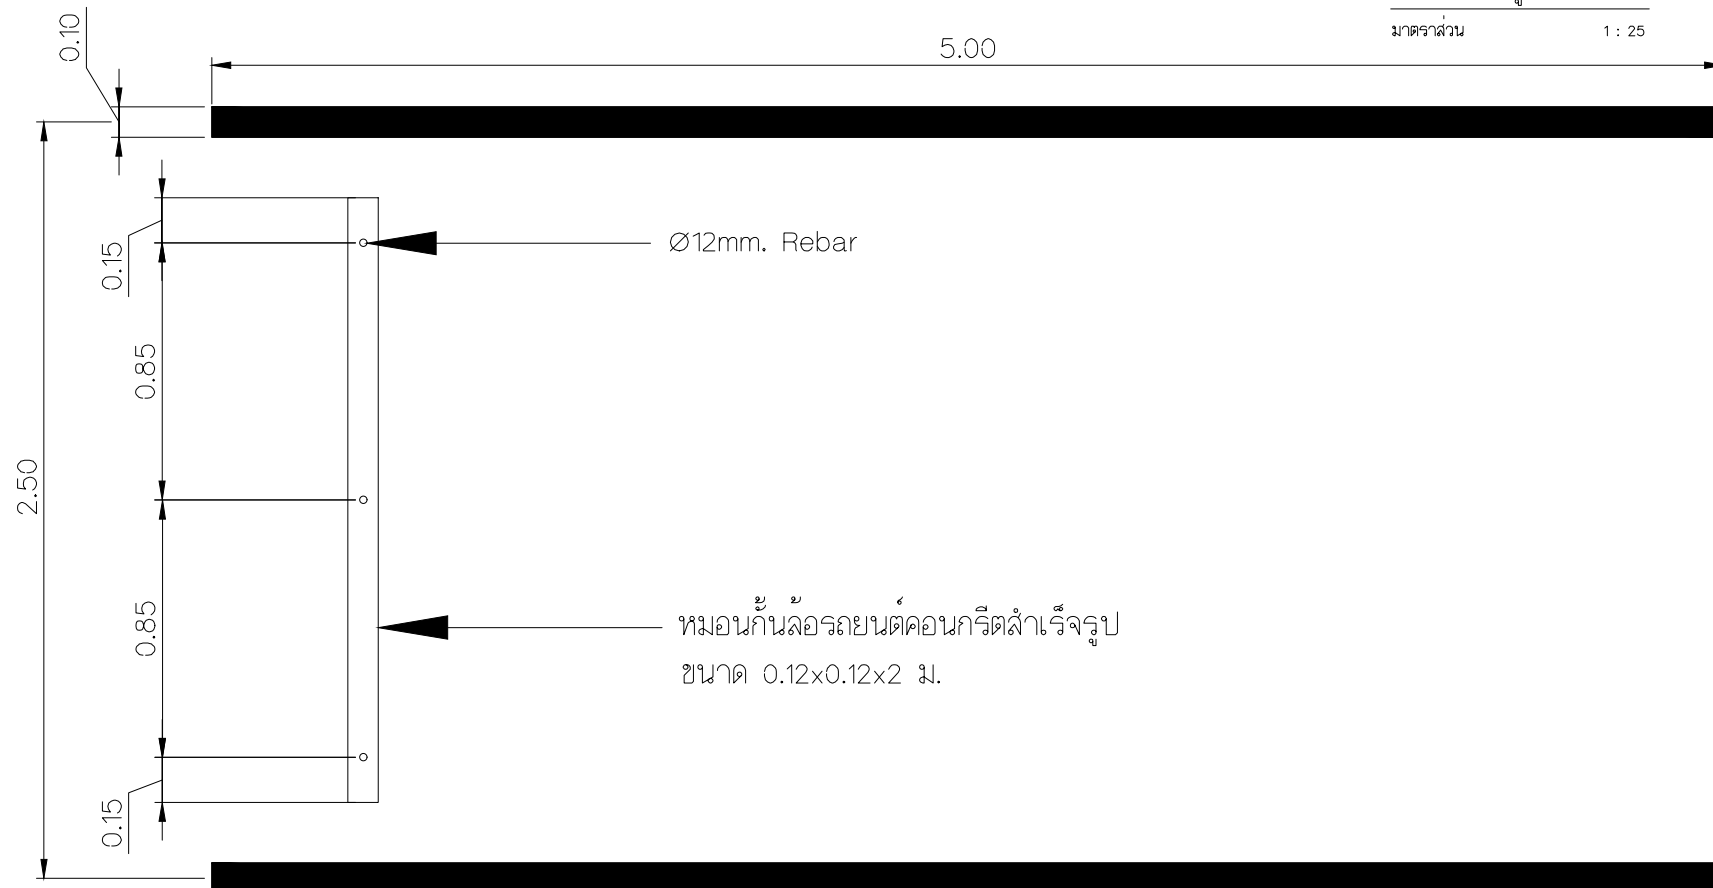 มาตราส่วน 1 : 25
0.10
5.00
0.15
Ø12mm. Rebar
0.85
2.50
0.85
หมอนกั้นล้อรถยนต์คอนกรีตสำเร็จรูป
ขนาด 0.12x0.12x2 ม.
0.15